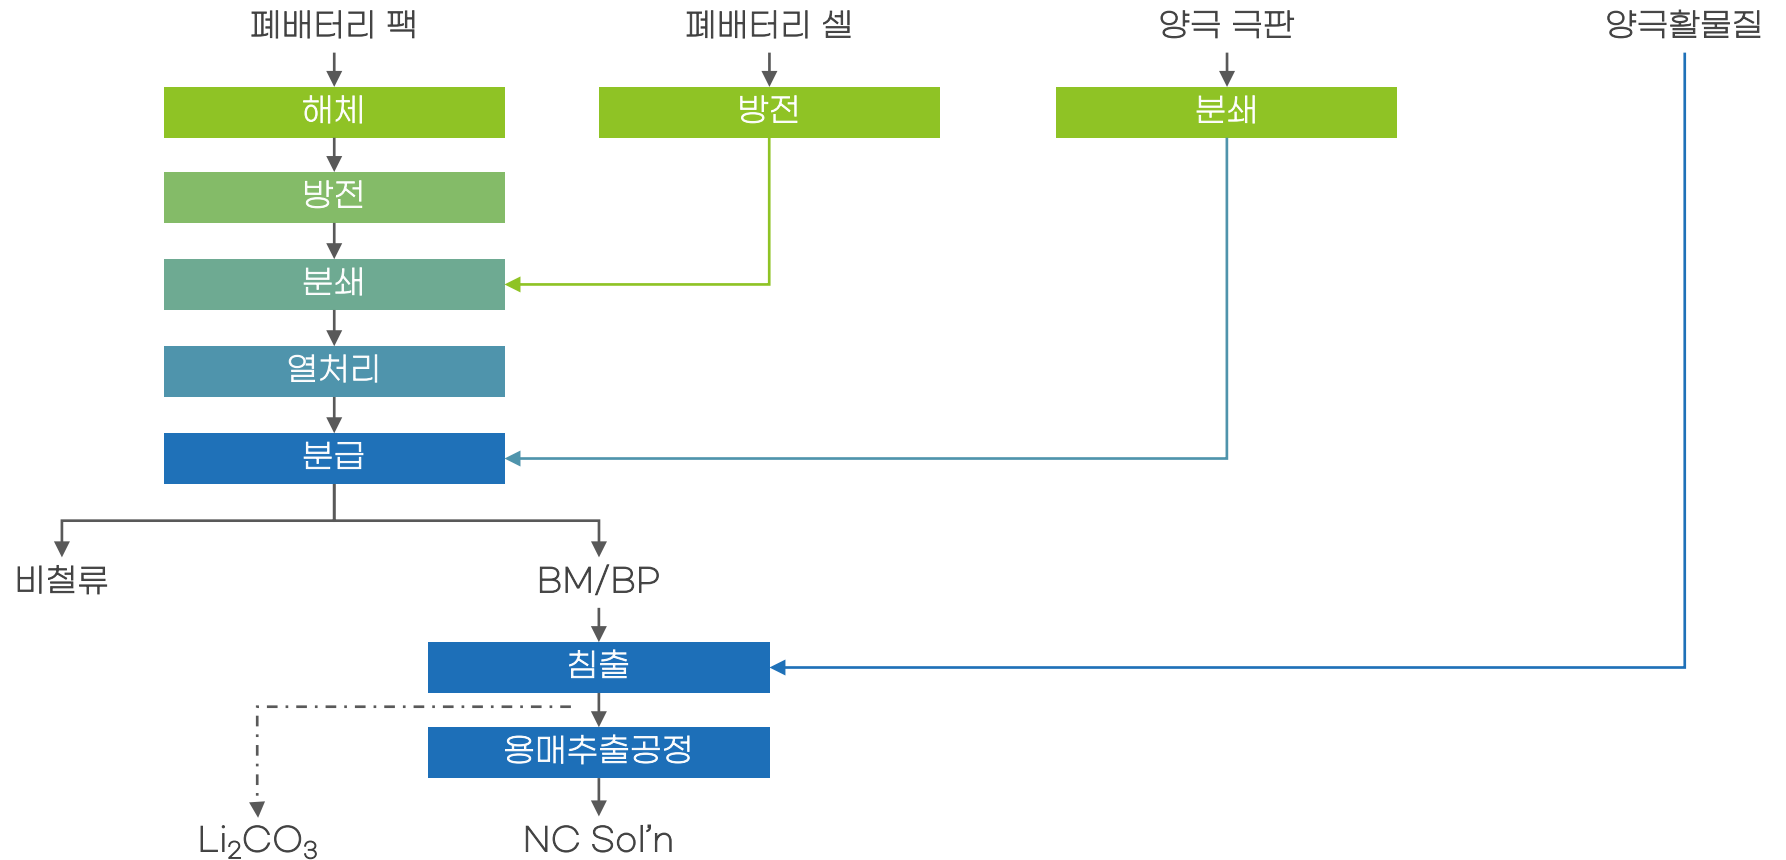 폐배터리 팩
폐배터리 셀
양극 극판
양극활물질
해체
방전
분쇄
방전
분쇄
열처리
분급
비철류
BM/BP
침출
용매추출공정
Li₂CO₃
NC Sol’n